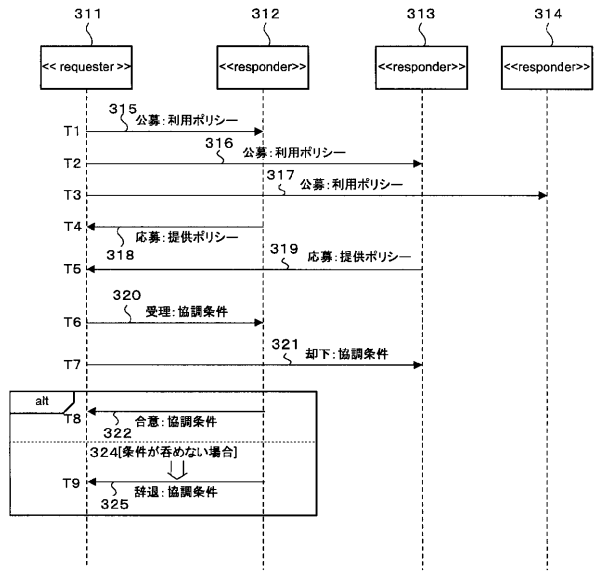 311 312 313 314
<< requester >> <<responder>> <<responder>> <<responder>>
315
T1 公募:利用ポリシー
316
T2 公募:利用ポリシー
317
T3 公募:利用ポリシー
T4 応募:提供ポリシー
318
319
T5 応募:提供ポリシー
320
T6 受理:協調条件
321
T7 却下:協調条件
alt
T8 合意:協調条件
322
324[条件が呑めない場合]
T9 辞退:協調条件
325